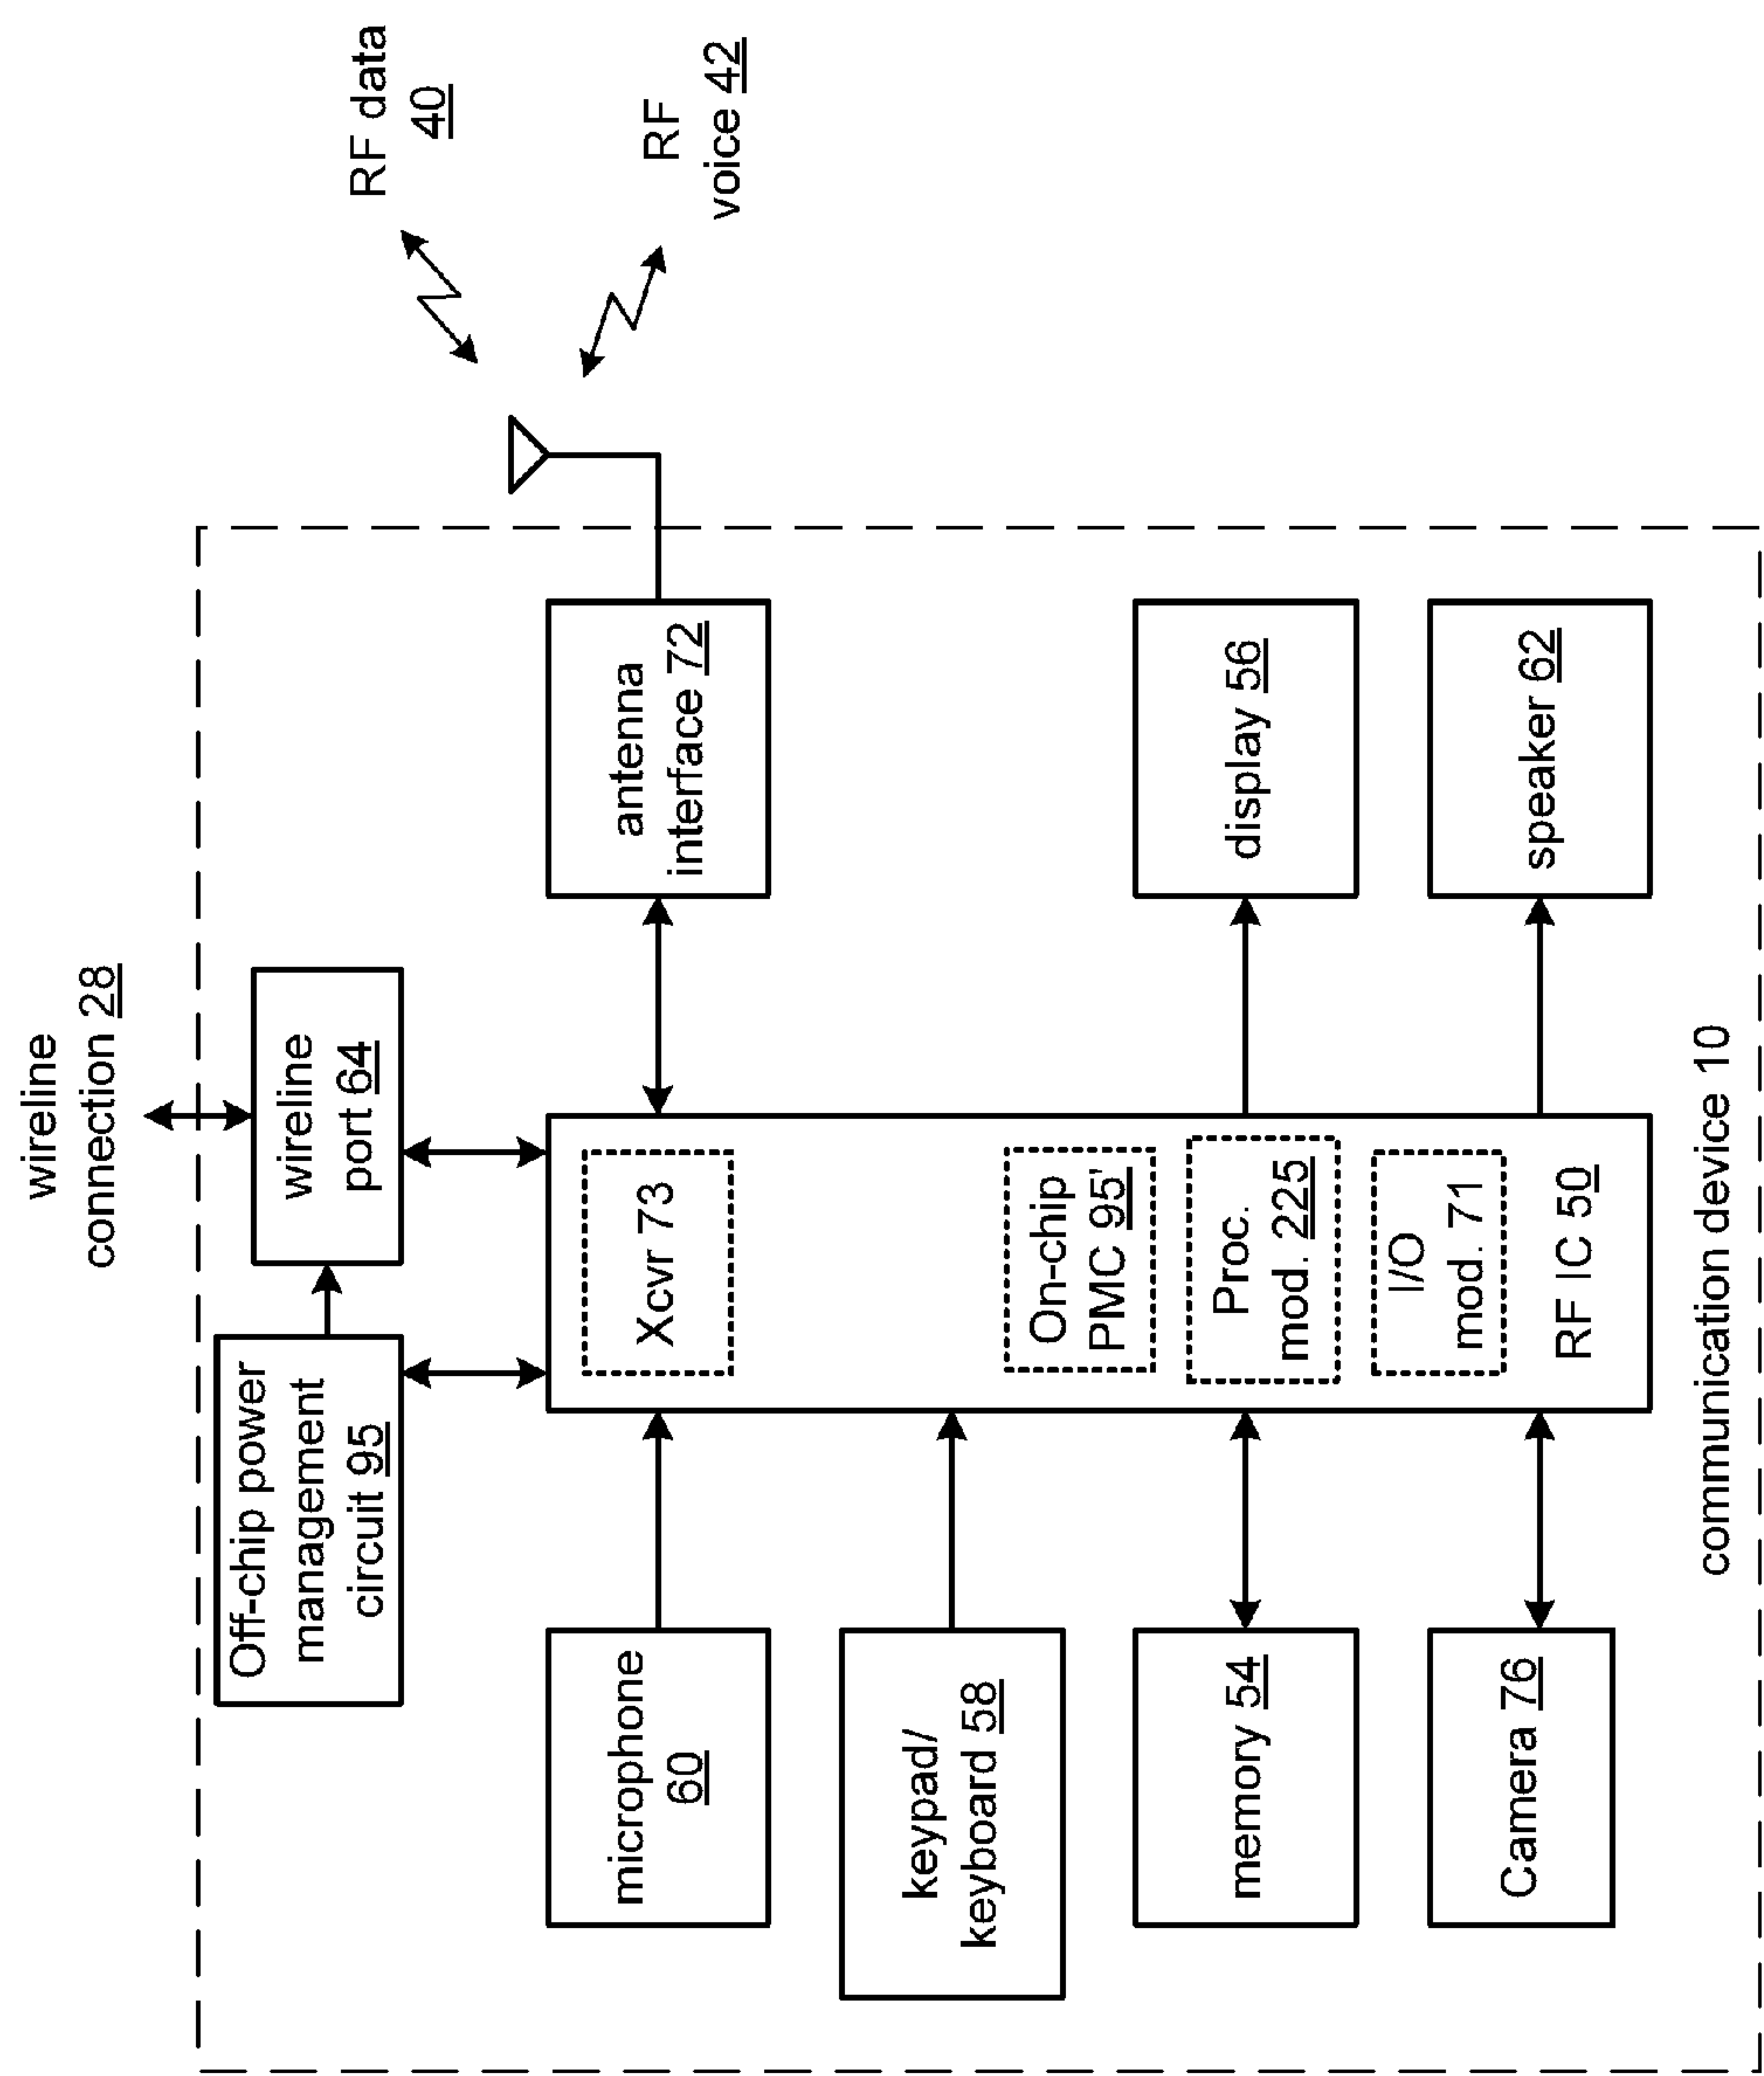 wireline
connection 28
RF data
40
RF
voice 42
Off-chip power
management
circuit 95
wireline
port 64
microphone
60
Xcvr 73
antenna
interface 72
keypad/
keyboard 58
On-chip
PMC 95'
memory 54
Proc.
mod. 225
display 56
Camera 76
I/O
mod. 71
RF IC 50
speaker 62
communication device 10